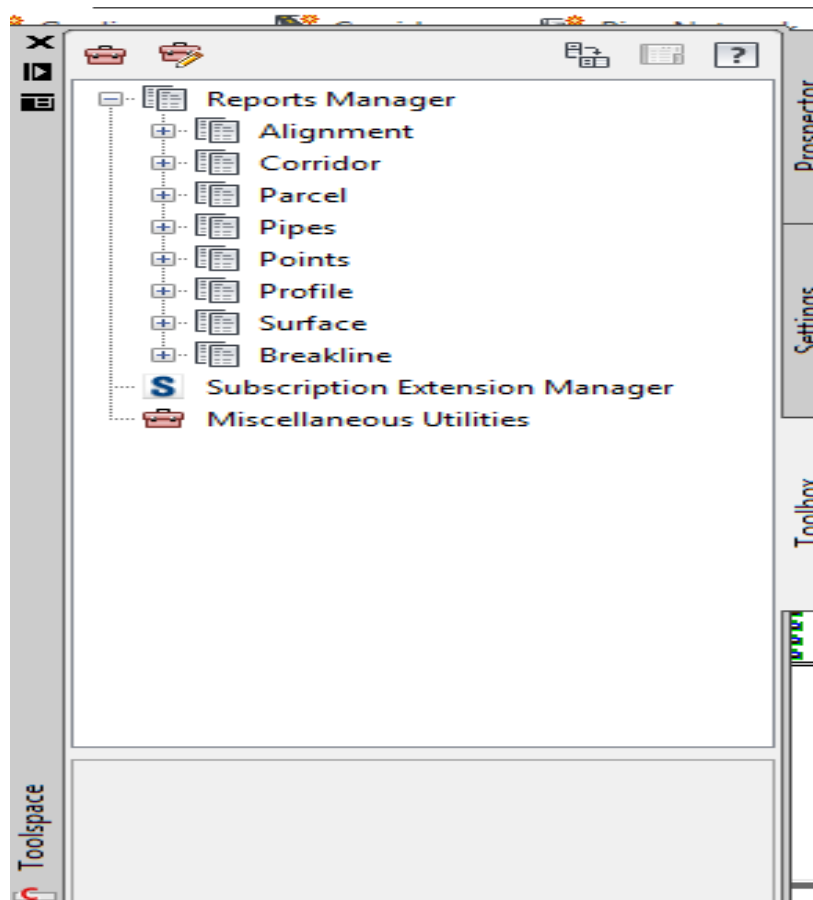 Reports Manager
Alignment
Corridor
Parcel
Pipes
Points
Profile
Surface
Breakline
S Subscription Extension Manager
Miscellaneous Utilities
?
Prospector
Settings
Toolbox
Toolspace